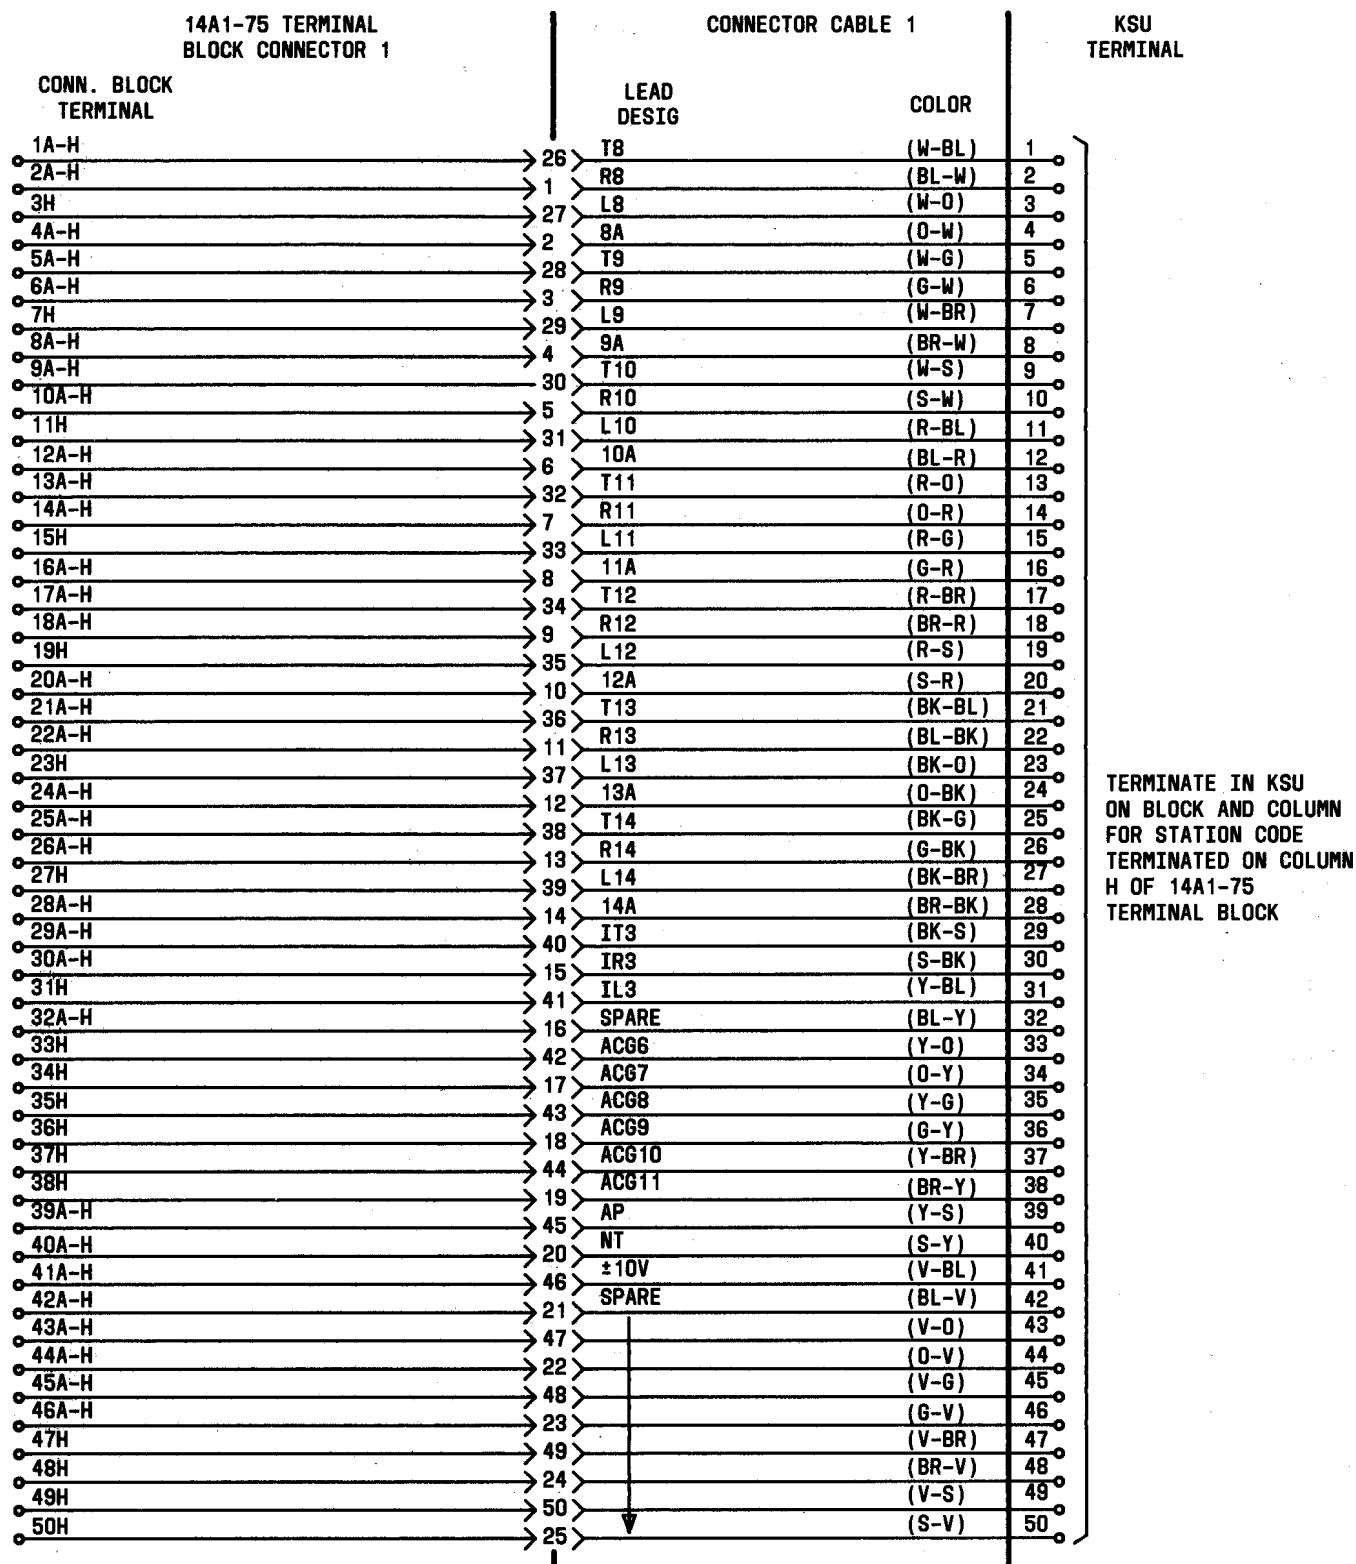 14A1-75 TERMINAL
BLOCK CONNECTOR 1
CONNECTOR CABLE 1
KSU
TERMINAL
CONN. BLOCK
TERMINAL
LEAD
DESIG
COLOR
1A-H 26 T8 (W-BL) 1
2A-H 1 R8 (BL-W) 2
3H 27 L8 (W-O) 3
4A-H 2 8A (O-W) 4
5A-H 28 T9 (W-G) 5
6A-H 3 R9 (G-W) 6
7H 29 L9 (W-BR) 7
8A-H 4 9A (BR-W) 8
9A-H 30 T10 (W-S) 9
10A-H 5 R10 (S-W) 10
11H 31 L10 (R-BL) 11
12A-H 6 10A (BL-R) 12
13A-H 32 T11 (R-O) 13
14A-H 7 R11 (O-R) 14
15H 33 L11 (R-G) 15
16A-H 8 11A (G-R) 16
17A-H 34 T12 (R-BR) 17
18A-H 9 R12 (BR-R) 18
19H 35 L12 (R-S) 19
20A-H 10 12A (S-R) 20
21A-H 36 T13 (BK-BL) 21
22A-H 11 R13 (BL-BK) 22
23H 37 L13 (BK-O) 23
24A-H 12 13A (O-BK) 24
25A-H 38 T14 (BK-G) 25
26A-H 13 R14 (G-BK) 26
27H 39 L14 (BK-BR) 27
28A-H 14 14A (BR-BK) 28
29A-H 40 IT3 (BK-S) 29
30A-H 15 IR3 (S-BK) 30
31H 41 IL3 (Y-BL) 31
32A-H 16 SPARE (BL-Y) 32
33H 42 ACG6 (Y-O) 33
34H 17 ACG7 (O-Y) 34
35H 43 ACG8 (Y-G) 35
36H 18 ACG9 (G-Y) 36
37H 44 ACG10 (Y-BR) 37
38H 19 ACG11 (BR-Y) 38
39A-H 45 AP (Y-S) 39
40A-H 20 NT (S-Y) 40
41A-H 46 ±10V (V-BL) 41
42A-H 21 SPARE (BL-V) 42
43A-H 47 (V-O) 43
44A-H 22 (O-V) 44
45A-H 48 (V-G) 45
46A-H 23 (G-V) 46
47H 49 (V-BR) 47
48H 24 (BR-V) 48
49H 50 (V-S) 49
50H 25 (S-V) 50
TERMINATE IN KSU
ON BLOCK AND COLUMN
FOR STATION CODE
TERMINATED ON COLUMN
H OF 14A1-75
TERMINAL BLOCK